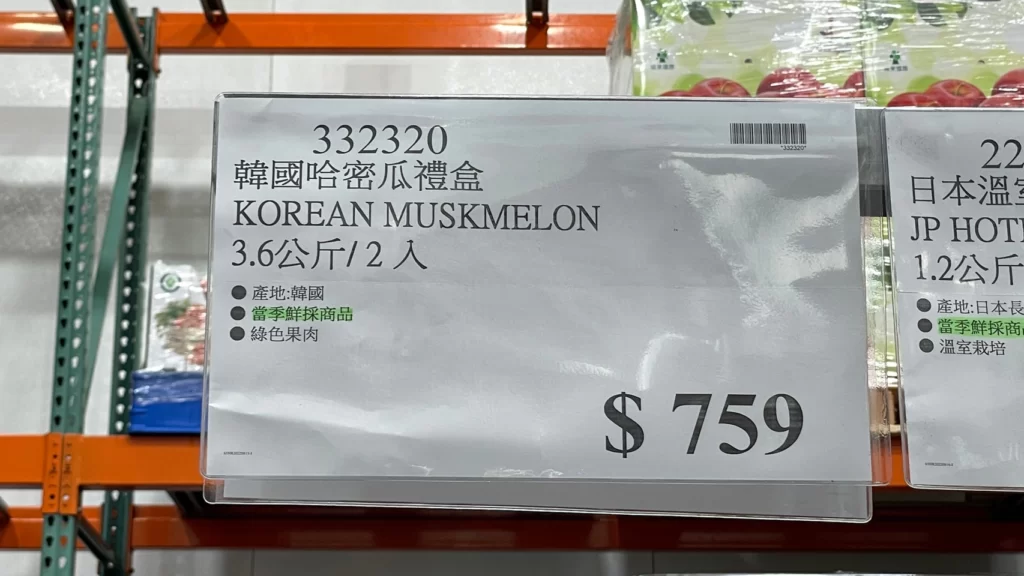 332320
*332320*
韓國哈密瓜禮盒
KOREAN MUSKMELON
3.6公斤/ 2 入
● 產地:韓國
● 當季鮮採商品
● 綠色果肉
$ 759
22
日本溫室
JP HOT
1.2公斤
● 產地:日本長
● 當季鮮採商品
● 溫室栽培